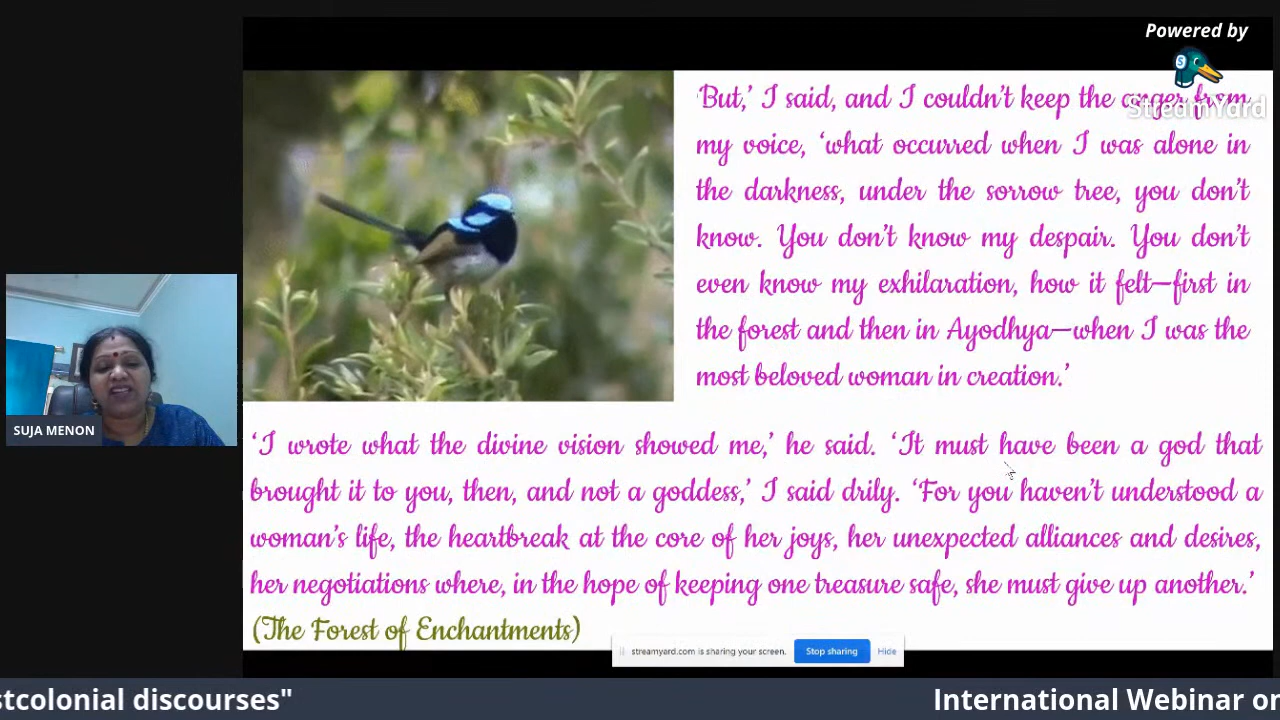 Powered by
StreamYard
'But,' I said, and I couldn't keep the anger from
my voice, 'what occurred when I was alone in
the darkness, under the sorrow tree, you don't
know. You don't know my despair. You don't
even know my exhilaration, how it felt—first in
the forest and then in Ayodhya—when I was the
most beloved woman in creation.'
SUJA MENON
'I wrote what the divine vision showed me,' he said. 'It must have been a god that
brought it to you, then, and not a goddess,' I said drily. 'For you haven't understood a
woman's life, the heartbreak at the core of her joys, her unexpected alliances and desires,
her negotiations where, in the hope of keeping one treasure safe, she must give up another.'
(The Forest of Enchantments)
streamyard.com is sharing your screen. Stop sharing Hide
stcolonial discourses" International Webinar or